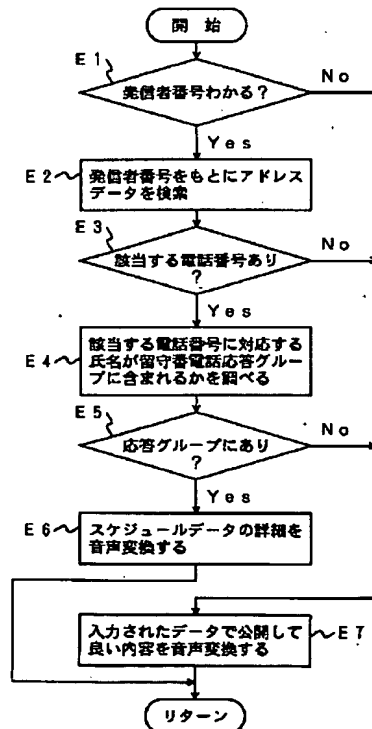 開 始
E1
発信者番号わかる?
No
Yes
E2
発信者番号をもとにアドレス
データを検索
E3
該当する電話番号あり
?
No
Yes
E4
該当する電話番号に対応する
氏名が留守番電話応答グルー
プに含まれるかを調べる
E5
応答グループにあり
?
No
Yes
E6
スケジュールデータの詳細を
音声変換する
入力されたデータで公開して
良い内容を音声変換する
E7
リターン